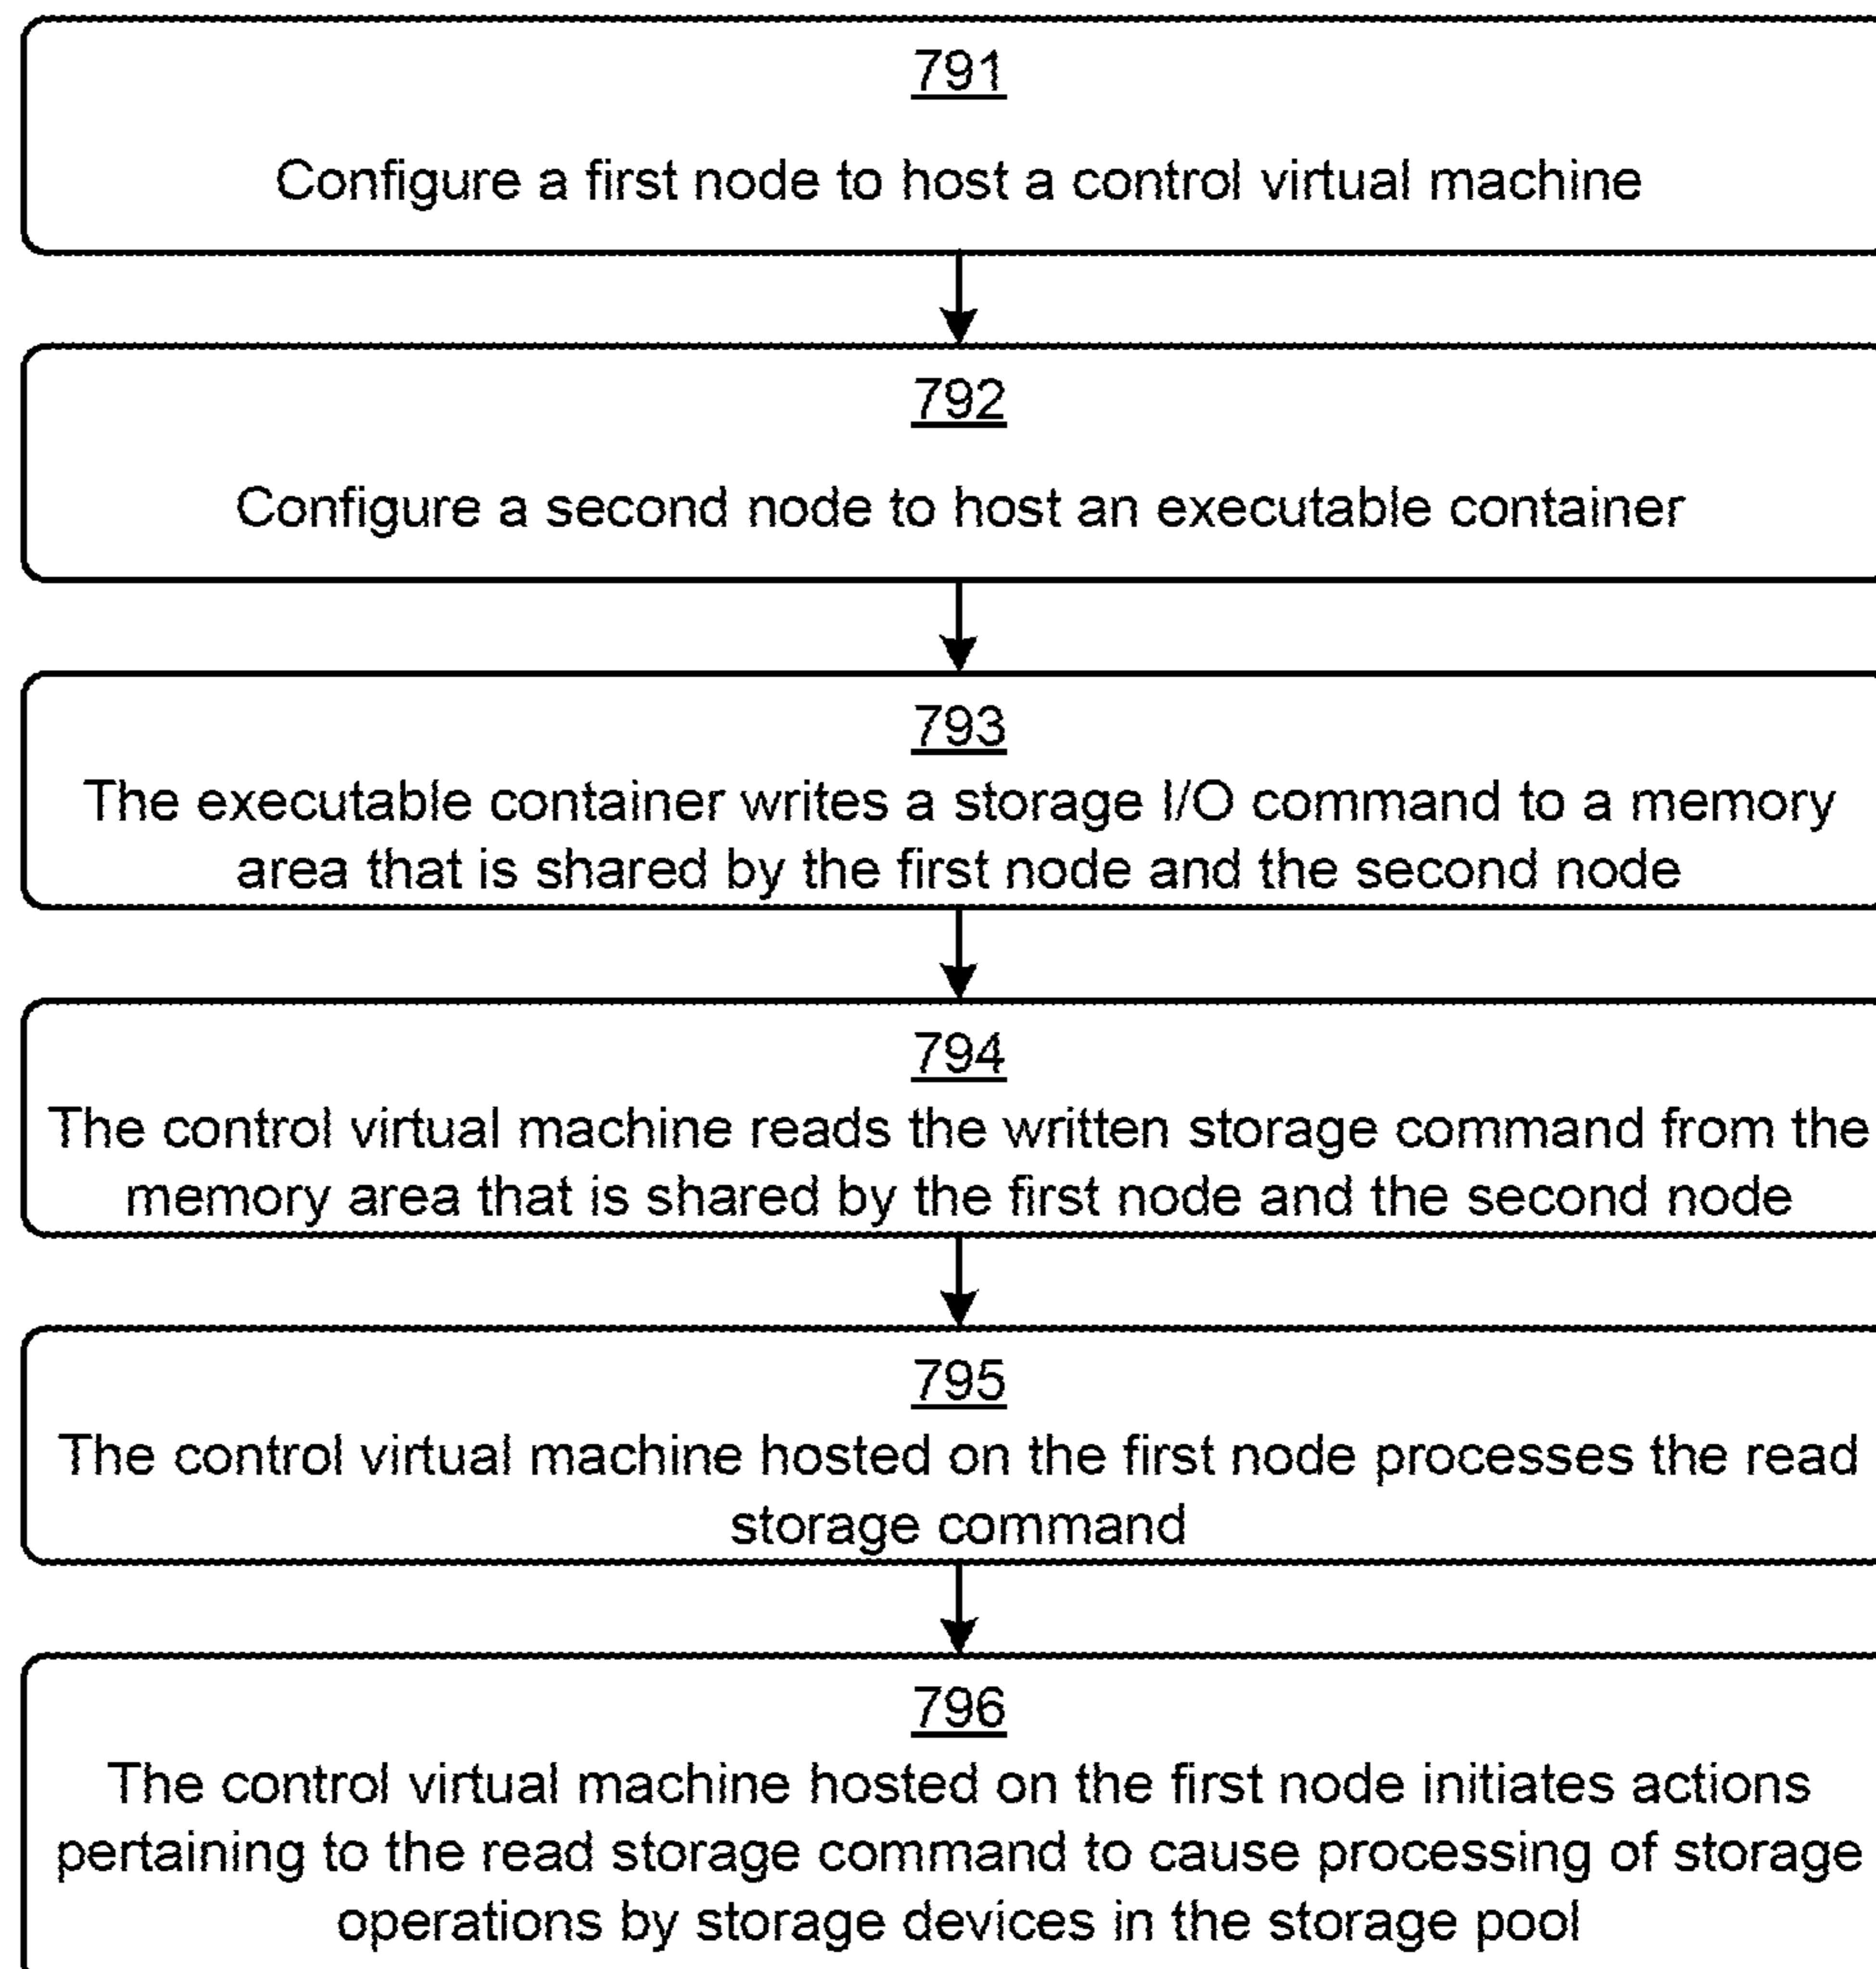 791
Configure a first node to host a control virtual machine
792
Configure a second node to host an executable container
793
The executable container writes a storage I/O command to a memory
area that is shared by the first node and the second node
794
The control virtual machine reads the written storage command from the
memory area that is shared by the first node and the second node
795
The control virtual machine hosted on the first node processes the read
storage command
796
The control virtual machine hosted on the first node initiates actions
pertaining to the read storage command to cause processing of storage
operations by storage devices in the storage pool